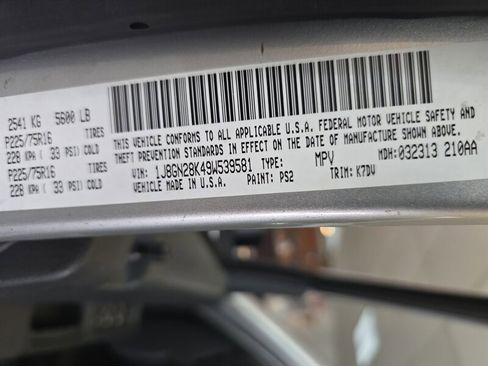 2541 KG 5600 LB
P225/75R16 TIRES
228 KPA ( 33 PSI) COLD
P225/75R16 TIRES
228 KPA ( 33 PSI) COLD
THIS VEHICLE CONFORMS TO ALL APPLICABLE U.S.A. FEDERAL MOTOR VEHICLE SAFETY AND
THEFT PREVENTION STANDARDS IN EFFECT ON THE DATE OF MANUFACTURE SHOWN ABOVE
VIN: 1J8GN28K49W539581 TYPE: MPV MDH: 032313 210AA
MADE IN U.S.A. PAINT: PS2 TRIM: K7DV